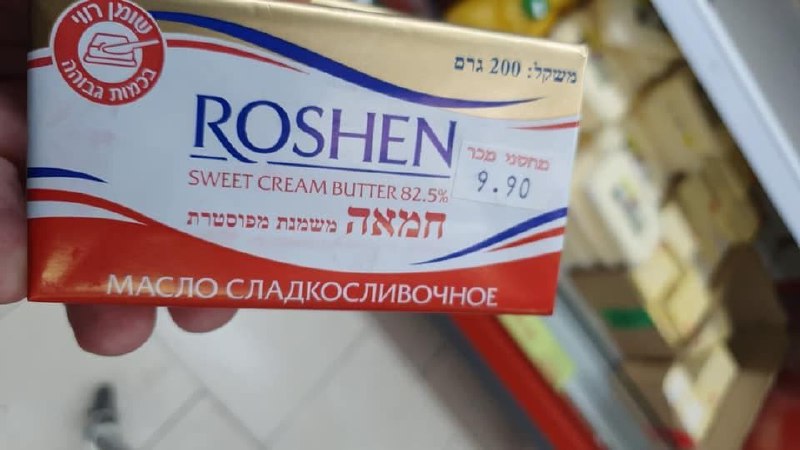 שומן רווי
בכמות גבוהה
משקל: 200 גרם
ROSHEN
מחסני מכר
9.90
SWEET CREAM BUTTER 82.5%
חמאה משמנת מפוסטרת
МАСЛО СЛАДКОСЛИВОЧНОЕ